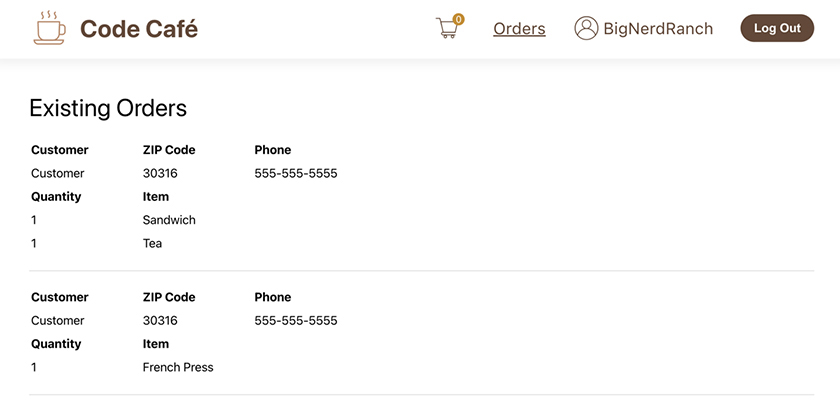 Code Café 0 Orders BigNerdRanch Log Out
Existing Orders
Customer ZIP Code Phone
Customer 30316 555-555-5555
Quantity Item
1 Sandwich
1 Tea
Customer ZIP Code Phone
Customer 30316 555-555-5555
Quantity Item
1 French Press